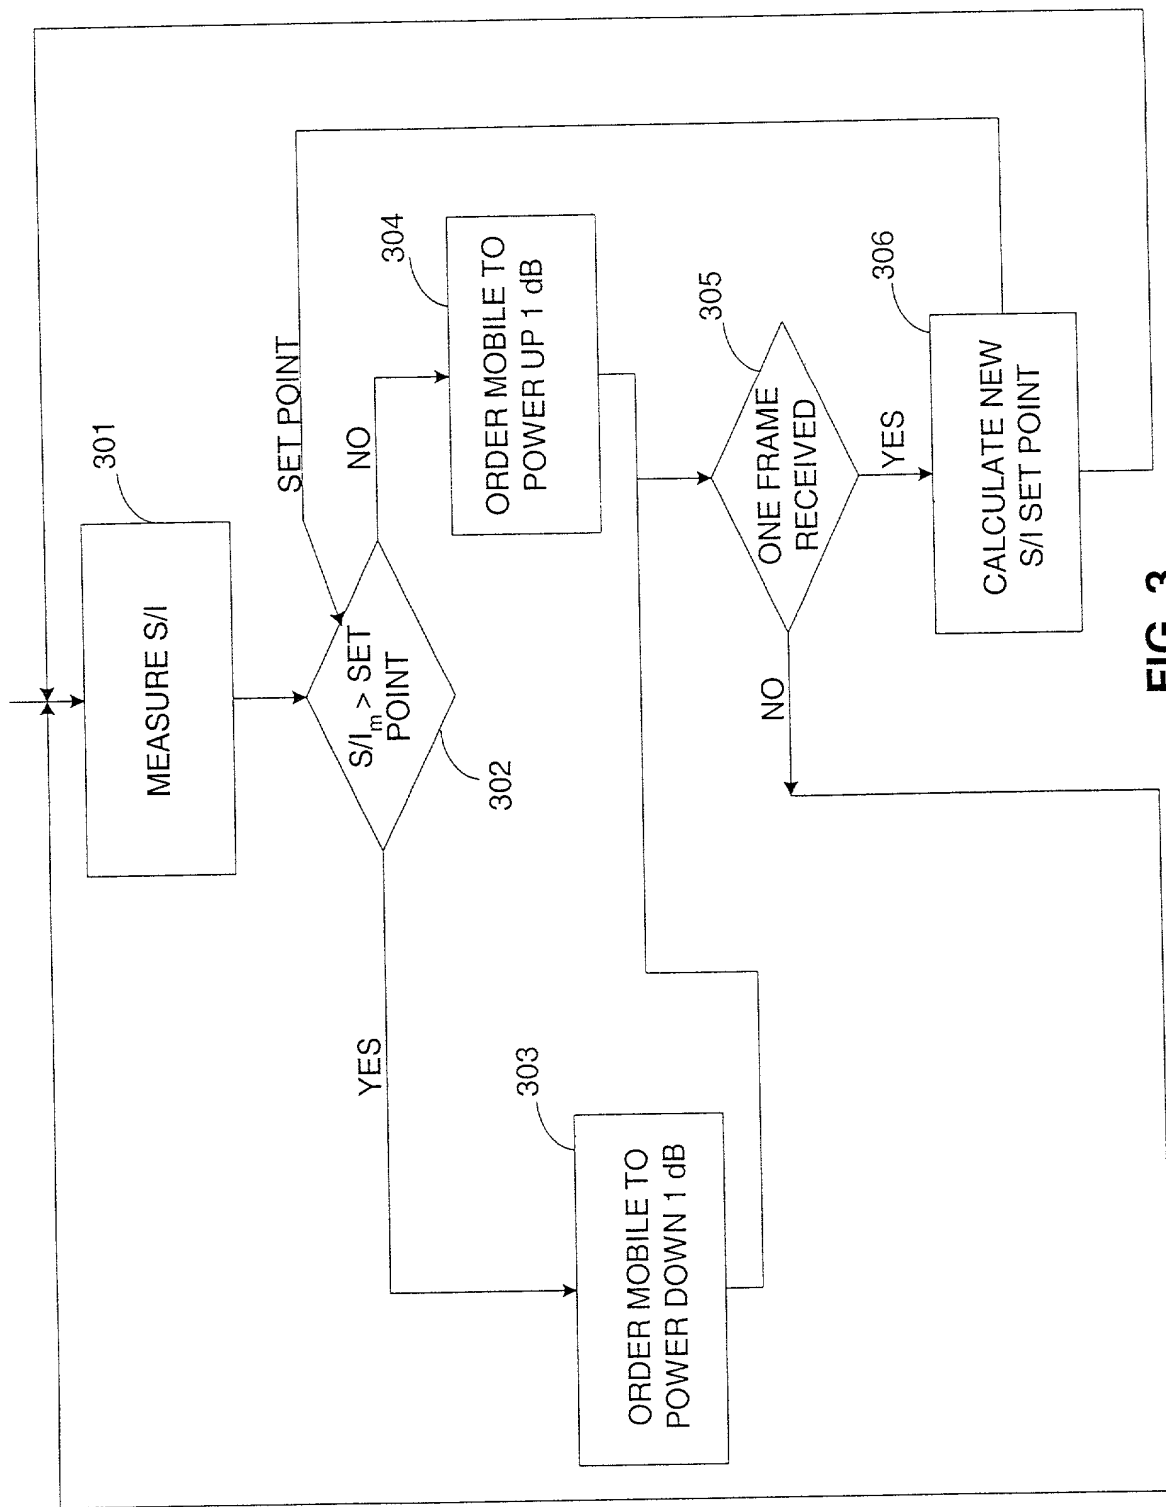 301
MEASURE S/I
SET POINT
S/Iₘ > SET
POINT
302
NO
YES
304
ORDER MOBILE TO
POWER UP 1 dB
303
ORDER MOBILE TO
POWER DOWN 1 dB
305
ONE FRAME
RECEIVED
NO
YES
306
CALCULATE NEW
S/I SET POINT
FIG. 3